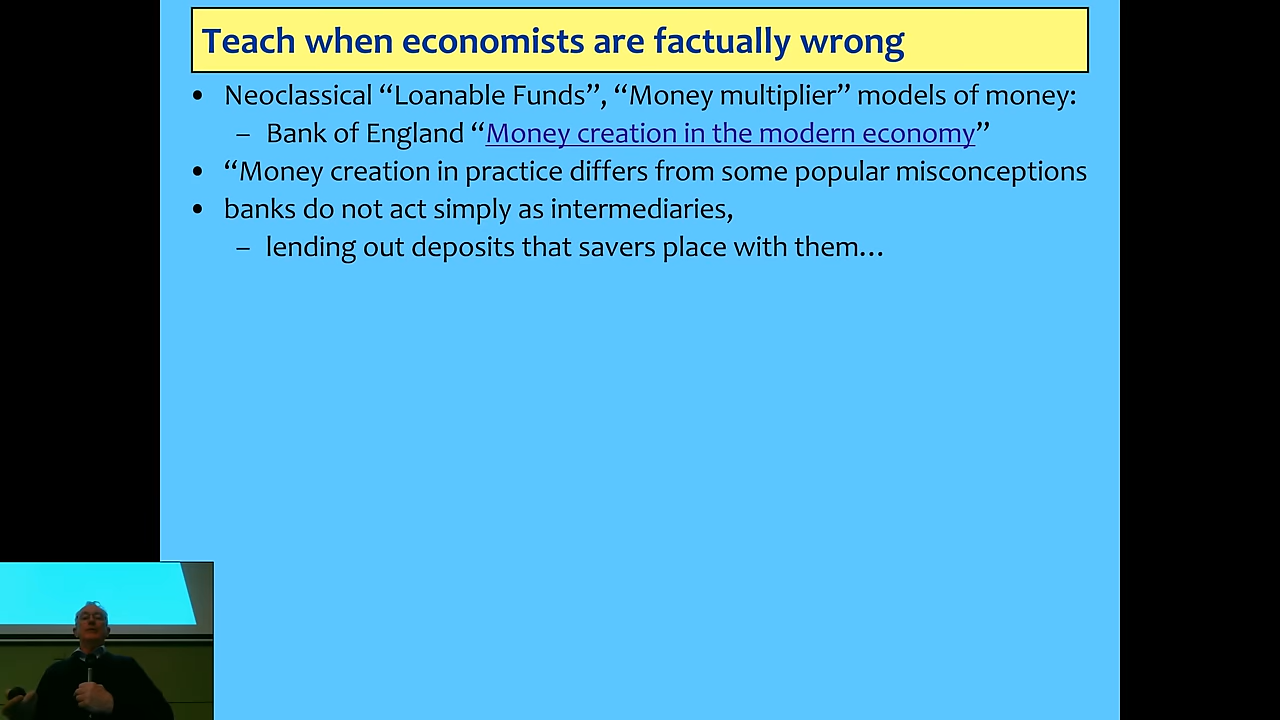 Teach when economists are factually wrong
• Neoclassical “Loanable Funds”, “Money multiplier” models of money:
– Bank of England “Money creation in the modern economy”
• “Money creation in practice differs from some popular misconceptions
• banks do not act simply as intermediaries,
– lending out deposits that savers place with them…